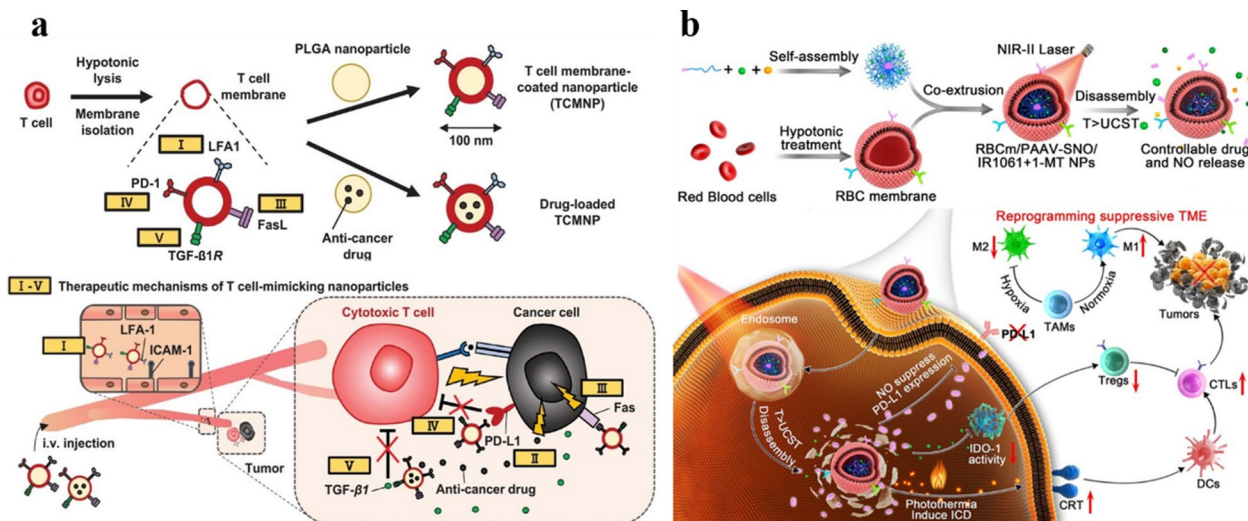 a
Hypotonic
lysis
Membrane
isolation
T cell
T cell
membrane
PLGA nanoparticle
T cell membrane-
coated nanoparticle
(TCMNP)
100 nm
I
LFA1
PD-1
IV
III
FasL
V
TGF-ß1R
Anti-cancer
drug
Drug-loaded
TCMNP
I - V Therapeutic mechanisms of T cell-mimicking nanoparticles
LFA-1
I
ICAM-1
i.v. injection
Tumor
Cytotoxic T cell
Cancer
cell
III
Fas
IV
PD-L1
II
V
TGF-ß1
Anti-cancer drug
b
Self-assembly
NIR-II Laser
Co-extrusion
Disassembly
T>UCST
Hypotonic
treatment
Red Blood cells
RBC membrane
RBCm/PAAV-SNO/
IR1061+1-MT NPs
Controllable drug
and NO release
Reprogramming suppressive TME
M2
M1
Hypoxia
Normoxia
TAMs
Tumors
Endosome
PD-L1
NO suppress
PD-L1 expression
T>UCST
Disassembly
Tregs
CTLs
IDO-1
activity
Photothermia
Induce ICD
CRT
DCs